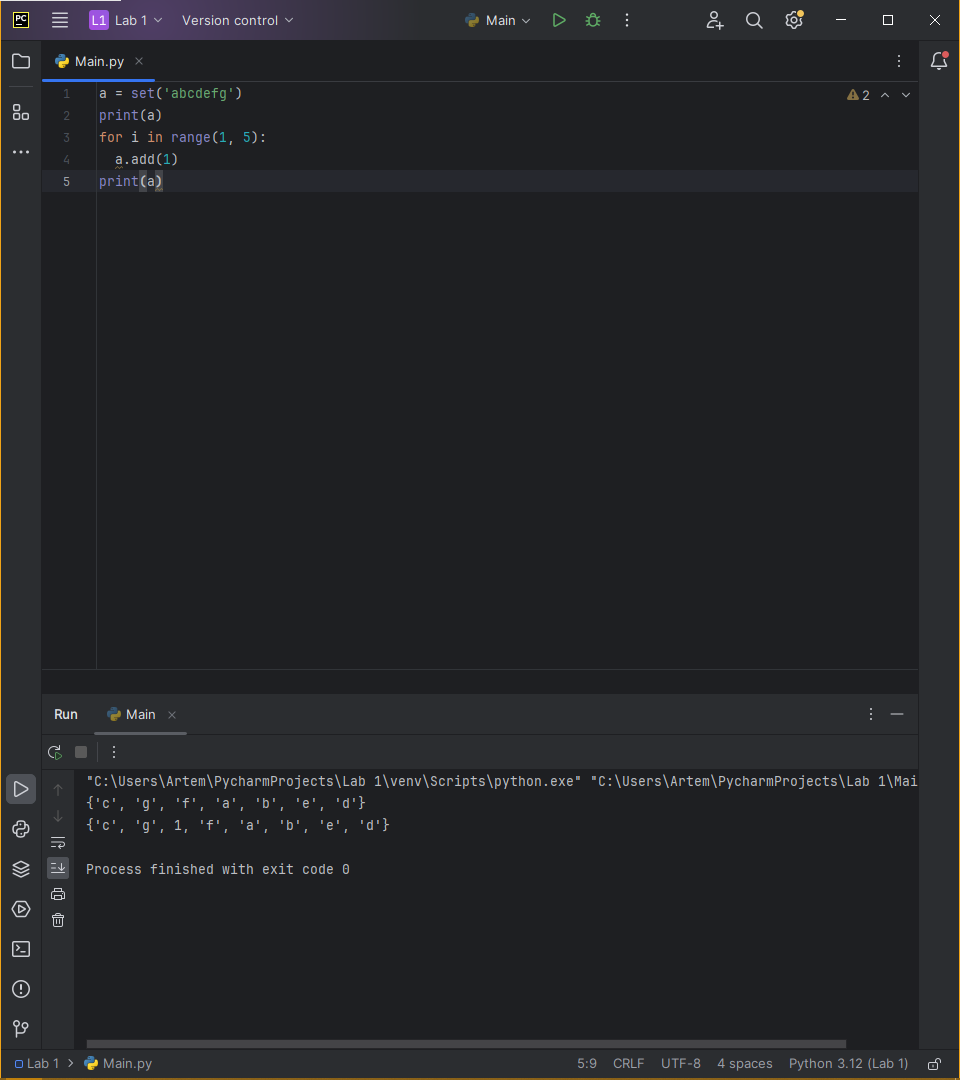 PC L1 Lab 1 Version control Main
Main.py
1 a = set('abcdefg') 2
2 print(a)
3 for i in range(1, 5):
4   a.add(1)
5 print(a)
Run Main
"C:\Users\Artem\PycharmProjects\Lab 1\venv\Scripts\python.exe" "C:\Users\Artem\PycharmProjects\Lab 1\Mai
{'c', 'g', 'f', 'a', 'b', 'e', 'd'}
{'c', 'g', 1, 'f', 'a', 'b', 'e', 'd'}
Process finished with exit code 0
Lab 1 Main.py 5:9 CRLF UTF-8 4 spaces Python 3.12 (Lab 1)